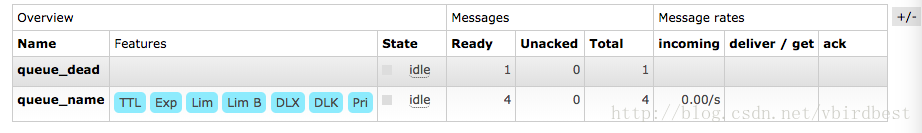 Overview Messages Message rates +/-
Name Features State Ready Unacked Total incoming deliver / get ack
queue_dead idle 1 0 1
queue_name TTL Exp Lim Lim B DLX DLK Pri idle 4 0 4 0.00/s
http://blog.csdn.net/vbirdbest